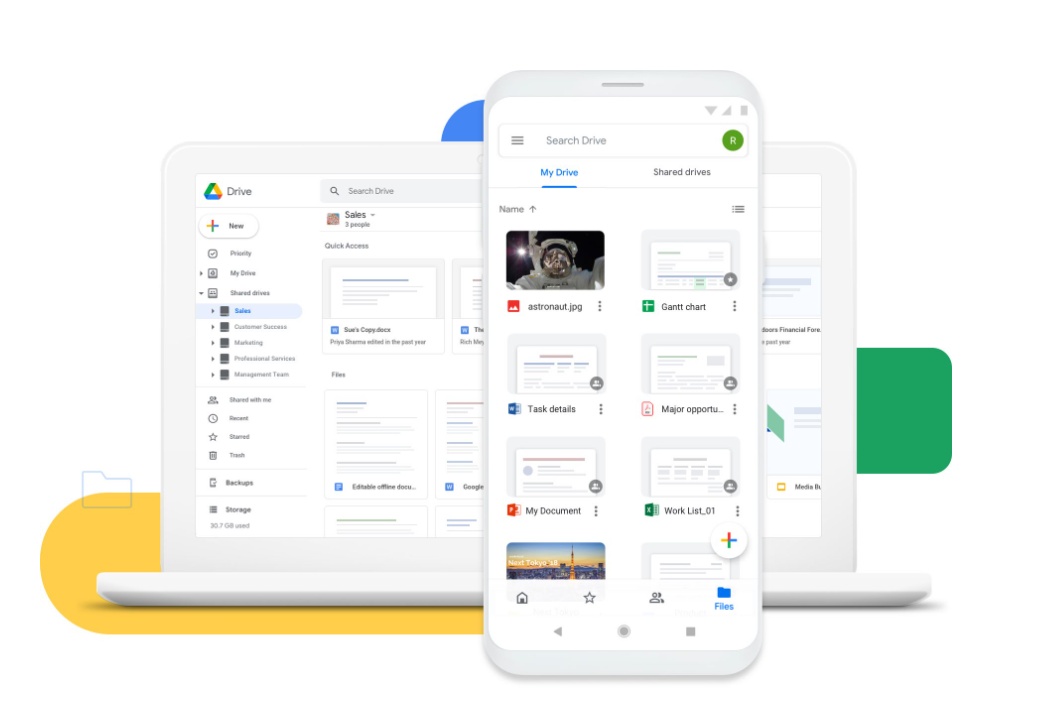 Drive
Search Drive
New
Priority
My Drive
Shared drives
Sales
Customer Success
Marketing
Professional Services
Management Team
Shared with me
Recent
Starred
Trash
Backups
Storage
30.7 GB used
Sales
3 people
Quick Access
Sue's Copy.docx
Priya Sharma edited in the past year
The
Rich Mey
doors Financial Fore..
past year
Files
Editable offline docu...
Google
Media Bu
Search Drive
R
My Drive
Shared drives
Name
astronaut.jpg
Gantt chart
Task details
Major opportu...
My Document
Work List_01
Next Tokyo '18
Files